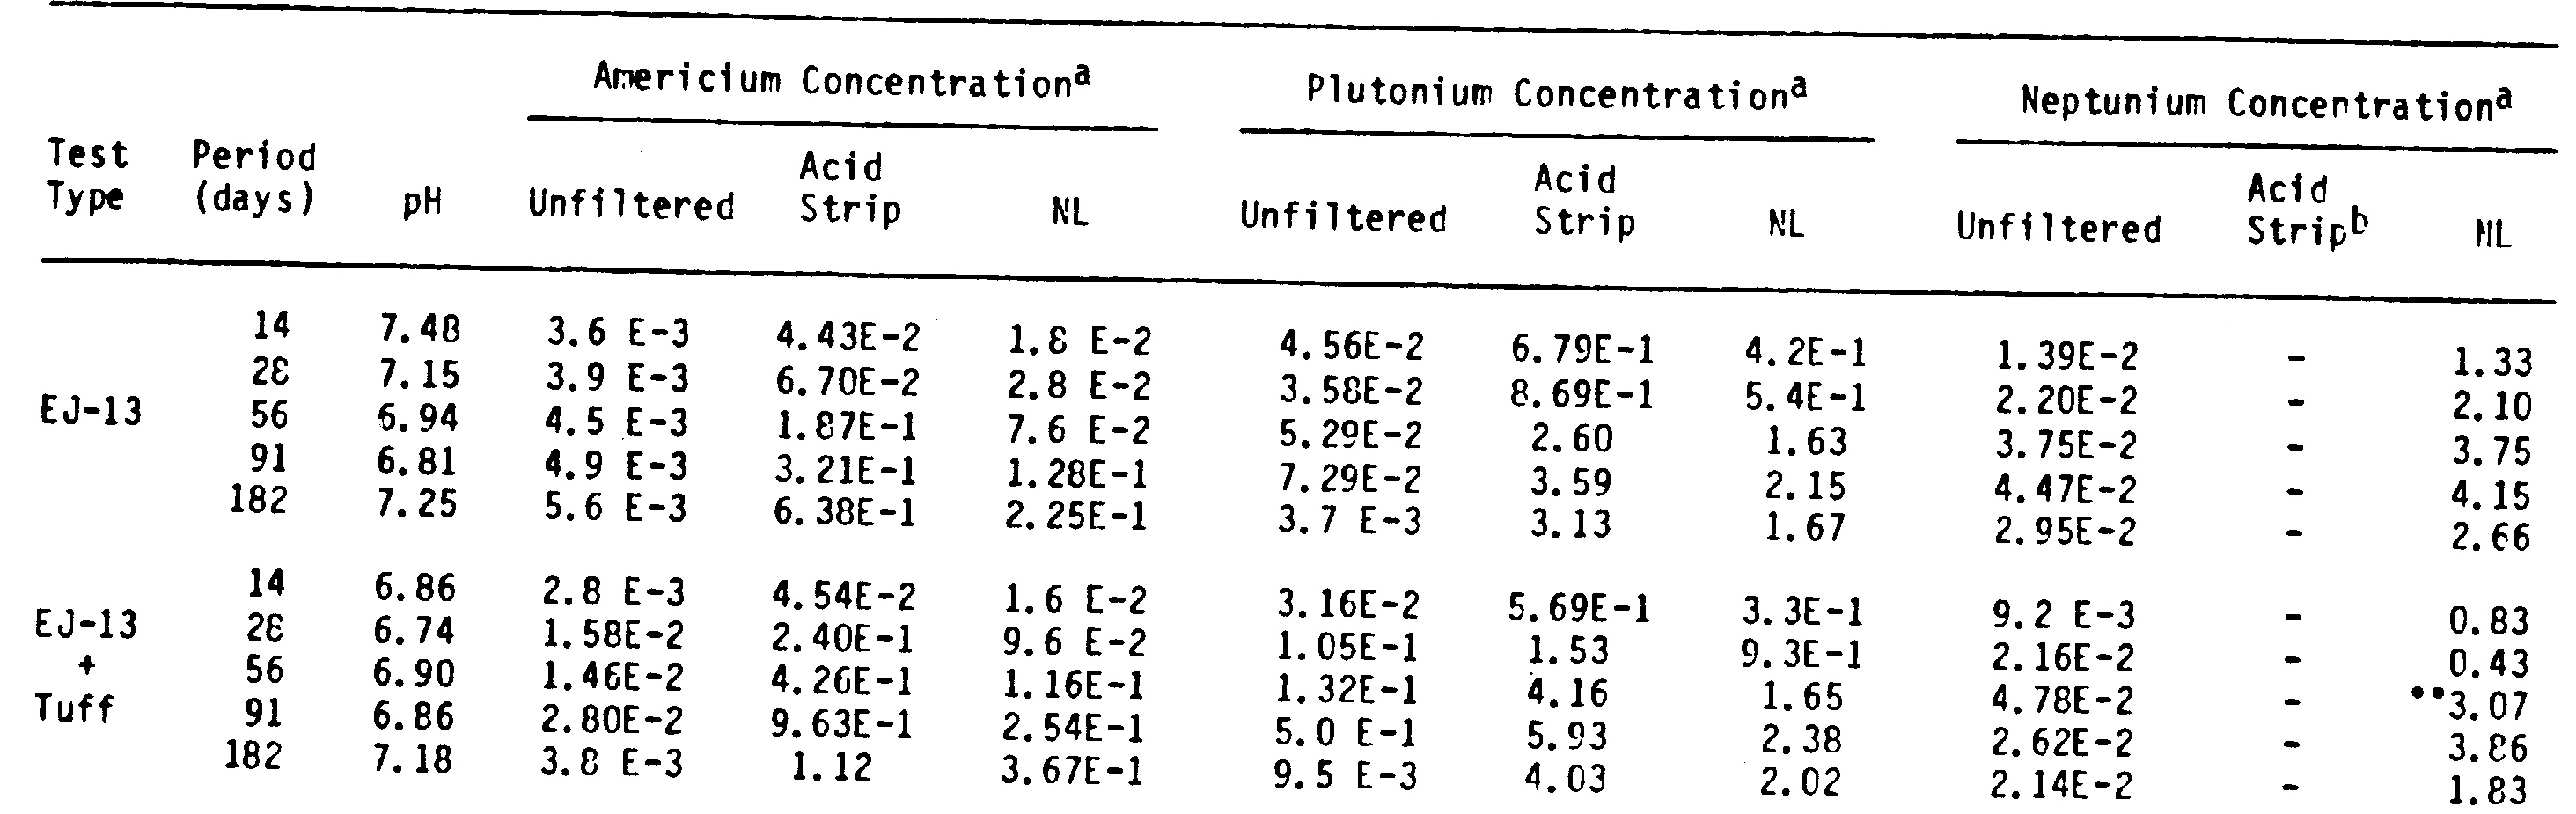 Americium Concentrationa Plutonium Concentrationa Neptunium Concentrationa
Test Period Acid Acid Acid
Type (days) pH Unfiltered Strip NL Unfiltered Strip NL Unfiltered Stripb NL
14 7.48 3.6 E-3 4.43E-2 1.8 E-2 4.56E-2 6.79E-1 4.2E-1 1.39E-2 - 1.33
28 7.15 3.9 E-3 6.70E-2 2.8 E-2 3.58E-2 8.69E-1 5.4E-1 2.20E-2 - 2.10
EJ-13 56 6.94 4.5 E-3 1.87E-1 7.6 E-2 5.29E-2 2.60 1.63 3.75E-2 - 3.75
91 6.81 4.9 E-3 3.21E-1 1.28E-1 7.29E-2 3.59 2.15 4.47E-2 - 4.15
182 7.25 5.6 E-3 6.38E-1 2.25E-1 3.7 E-3 3.13 1.67 2.95E-2 - 2.66
14 6.86 2.8 E-3 4.54E-2 1.6 E-2 3.16E-2 5.69E-1 3.3E-1 9.2 E-3 - 0.83
EJ-13 28 6.74 1.58E-2 2.40E-1 9.6 E-2 1.05E-1 1.53 9.3E-1 2.16E-2 - 0.43
+ 56 6.90 1.46E-2 4.26E-1 1.16E-1 1.32E-1 4.16 1.65 4.78E-2 - 3.07
Tuff 91 6.86 2.80E-2 9.63E-1 2.54E-1 5.0 E-1 5.93 2.38 2.62E-2 - 3.86
182 7.18 3.8 E-3 1.12 3.67E-1 9.5 E-3 4.03 2.02 2.14E-2 - 1.83